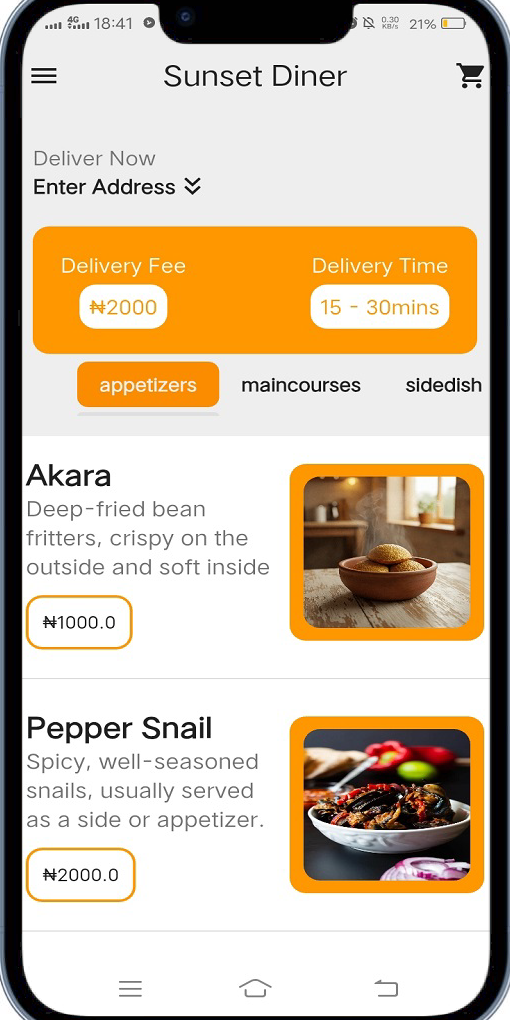 4G 18:41 0.30 KB/s 21%
Sunset Diner
Deliver Now
Enter Address
Delivery Fee Delivery Time
₦2000 15 - 30mins
appetizers maincourses sidedish
Akara
Deep-fried bean
fritters, crispy on the
outside and soft inside
₦1000.0
Pepper Snail
Spicy, well-seasoned
snails, usually served
as a side or appetizer.
₦2000.0